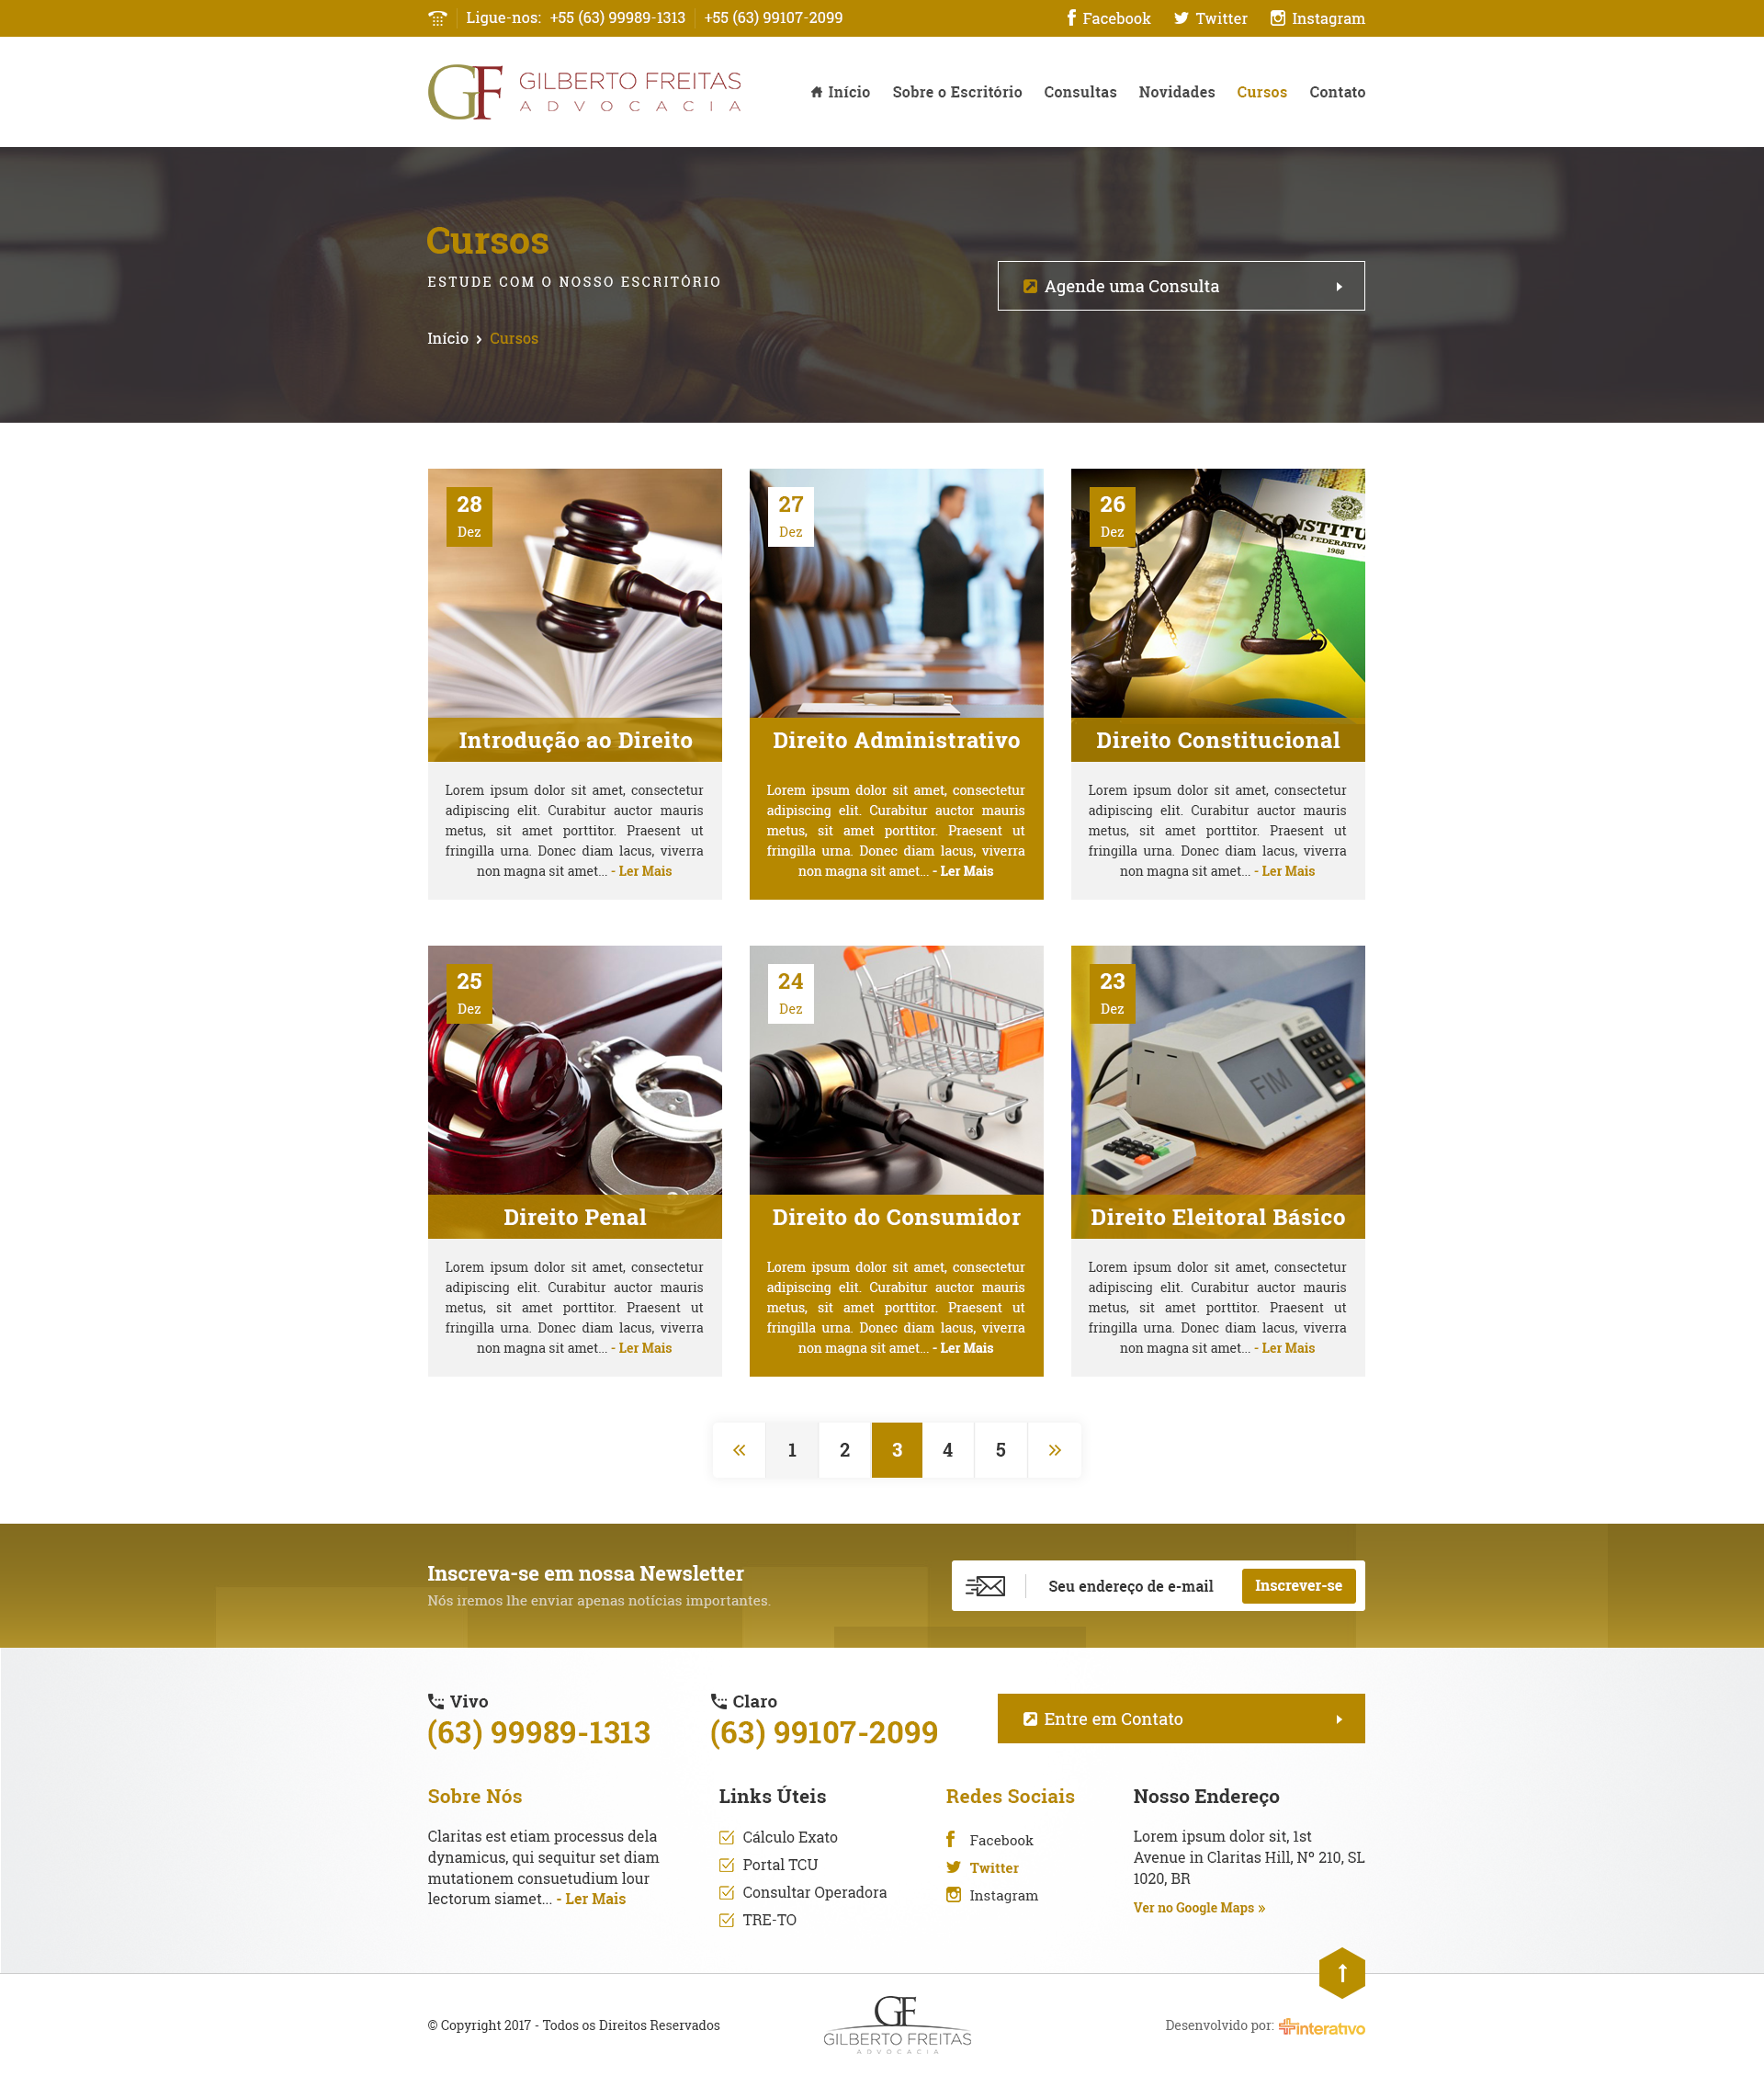 Ligue-nos: +55 (63) 99989-1313 +55 (63) 99107-2099 Facebook Twitter Instagram
GF GILBERTO FREITAS
ADVOCACIA
Início Sobre o Escritório Consultas Novidades Cursos Contato
Cursos
ESTUDE COM O NOSSO ESCRITÓRIO
Agende uma Consulta
Início › Cursos
28
Dez
Introdução ao Direito
Lorem ipsum dolor sit amet, consectetur
adipiscing elit. Curabitur auctor mauris
metus, sit amet porttitor. Praesent ut
fringilla urna. Donec diam lacus, viverra
non magna sit amet... - Ler Mais
27
Dez
Direito Administrativo
Lorem ipsum dolor sit amet, consectetur
adipiscing elit. Curabitur auctor mauris
metus, sit amet porttitor. Praesent ut
fringilla urna. Donec diam lacus, viverra
non magna sit amet... - Ler Mais
26
Dez
CONSTITU
A FEDERATIVA
1988
Direito Constitucional
Lorem ipsum dolor sit amet, consectetur
adipiscing elit. Curabitur auctor mauris
metus, sit amet porttitor. Praesent ut
fringilla urna. Donec diam lacus, viverra
non magna sit amet... - Ler Mais
25
Dez
Direito Penal
Lorem ipsum dolor sit amet, consectetur
adipiscing elit. Curabitur auctor mauris
metus, sit amet porttitor. Praesent ut
fringilla urna. Donec diam lacus, viverra
non magna sit amet... - Ler Mais
24
Dez
Direito do Consumidor
Lorem ipsum dolor sit amet, consectetur
adipiscing elit. Curabitur auctor mauris
metus, sit amet porttitor. Praesent ut
fringilla urna. Donec diam lacus, viverra
non magna sit amet... - Ler Mais
23
Dez
FIM
Direito Eleitoral Básico
Lorem ipsum dolor sit amet, consectetur
adipiscing elit. Curabitur auctor mauris
metus, sit amet porttitor. Praesent ut
fringilla urna. Donec diam lacus, viverra
non magna sit amet... - Ler Mais
« 1 2 3 4 5 »
Inscreva-se em nossa Newsletter
Nós iremos lhe enviar apenas notícias importantes.
Seu endereço de e-mail Inscrever-se
Vivo
(63) 99989-1313
Claro
(63) 99107-2099
Entre em Contato
Sobre Nós
Claritas est etiam processus dela
dynamicus, qui sequitur set diam
mutationem consuetudium lour
lectorum siamet... - Ler Mais
Links Úteis
Cálculo Exato
Portal TCU
Consultar Operadora
TRE-TO
Redes Sociais
Facebook
Twitter
Instagram
Nosso Endereço
Lorem ipsum dolor sit, 1st
Avenue in Claritas Hill, Nº 210, SL
1020, BR
Ver no Google Maps »
© Copyright 2017 - Todos os Direitos Reservados
GF
GILBERTO FREITAS
ADVOCACIA
Desenvolvido por: interativo